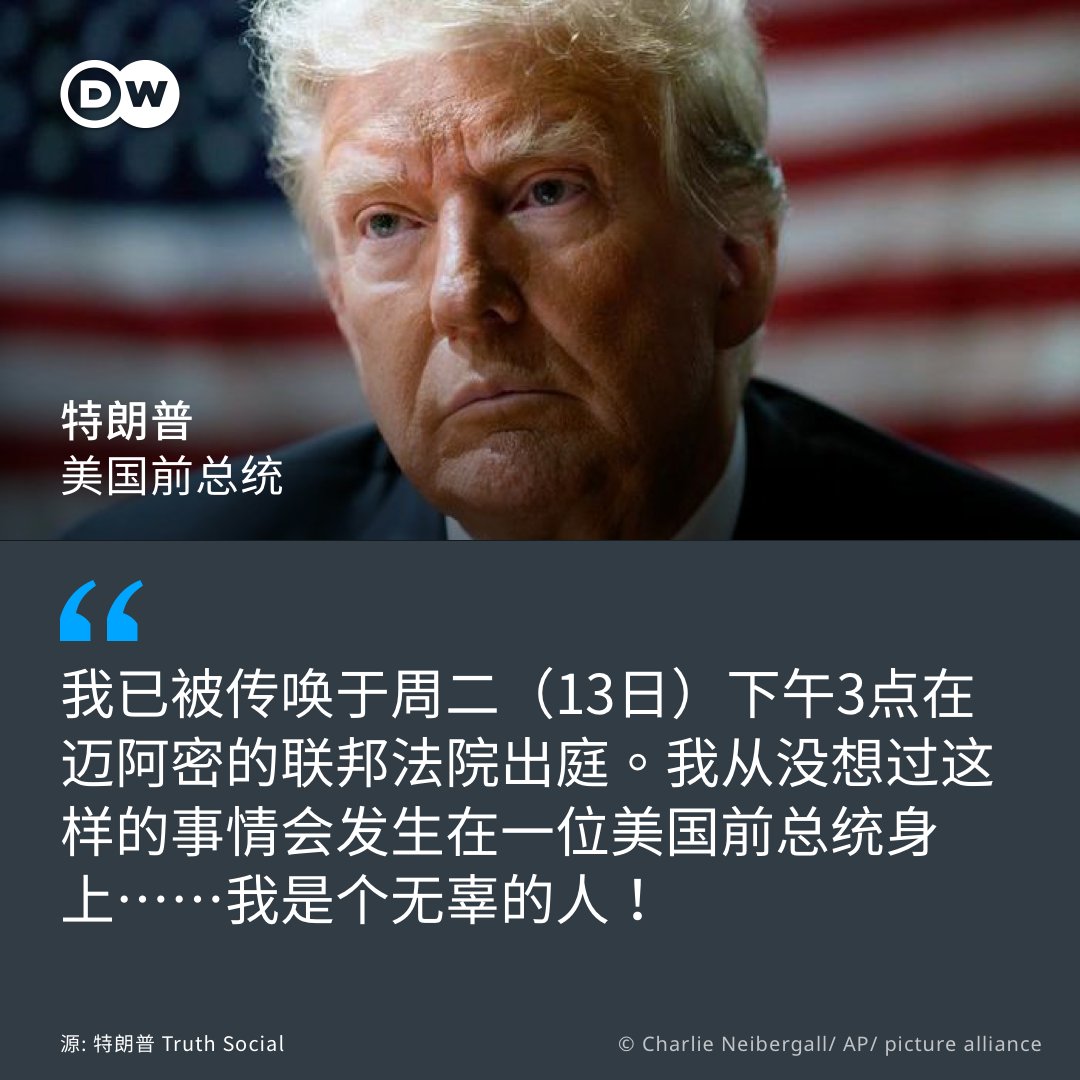 DW
特朗普
美国前总统
“
我已被传唤于周二（13日）下午3点在
迈阿密的联邦法院出庭。我从没想过这
样的事情会发生在一位美国前总统身
上……我是个无辜的人！
源: 特朗普 Truth Social
© Charlie Neibergall/ AP/ picture alliance